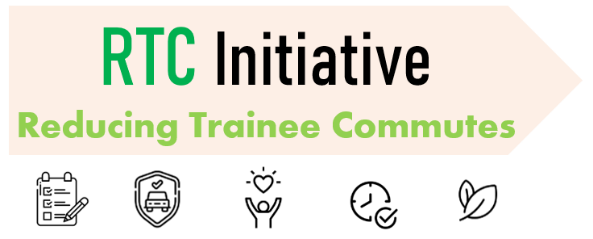 RTC Initiative
Reducing Trainee Commutes